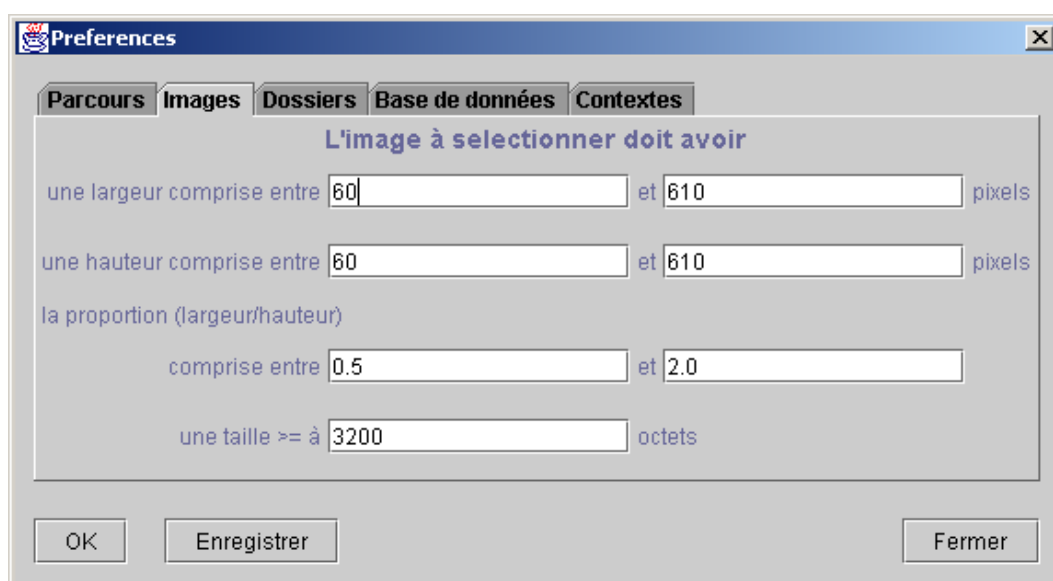 Preferences
Parcours Images Dossiers Base de données Contextes
L'image à selectionner doit avoir
une largeur comprise entre 60 et 610 pixels
une hauteur comprise entre 60 et 610 pixels
la proportion (largeur/hauteur)
comprise entre 0.5 et 2.0
une taille >= à 3200 octets
OK Enregistrer Fermer